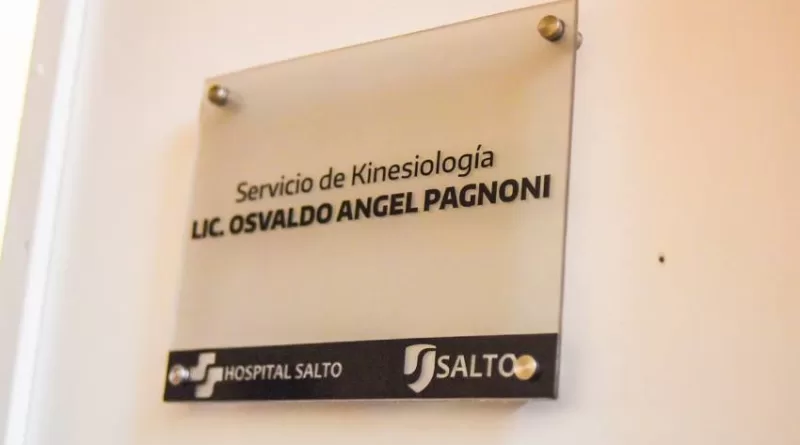 Servicio de Kinesiología
LIC. OSVALDO ANGEL PAGNONI
HOSPITAL SALTO
SALTO